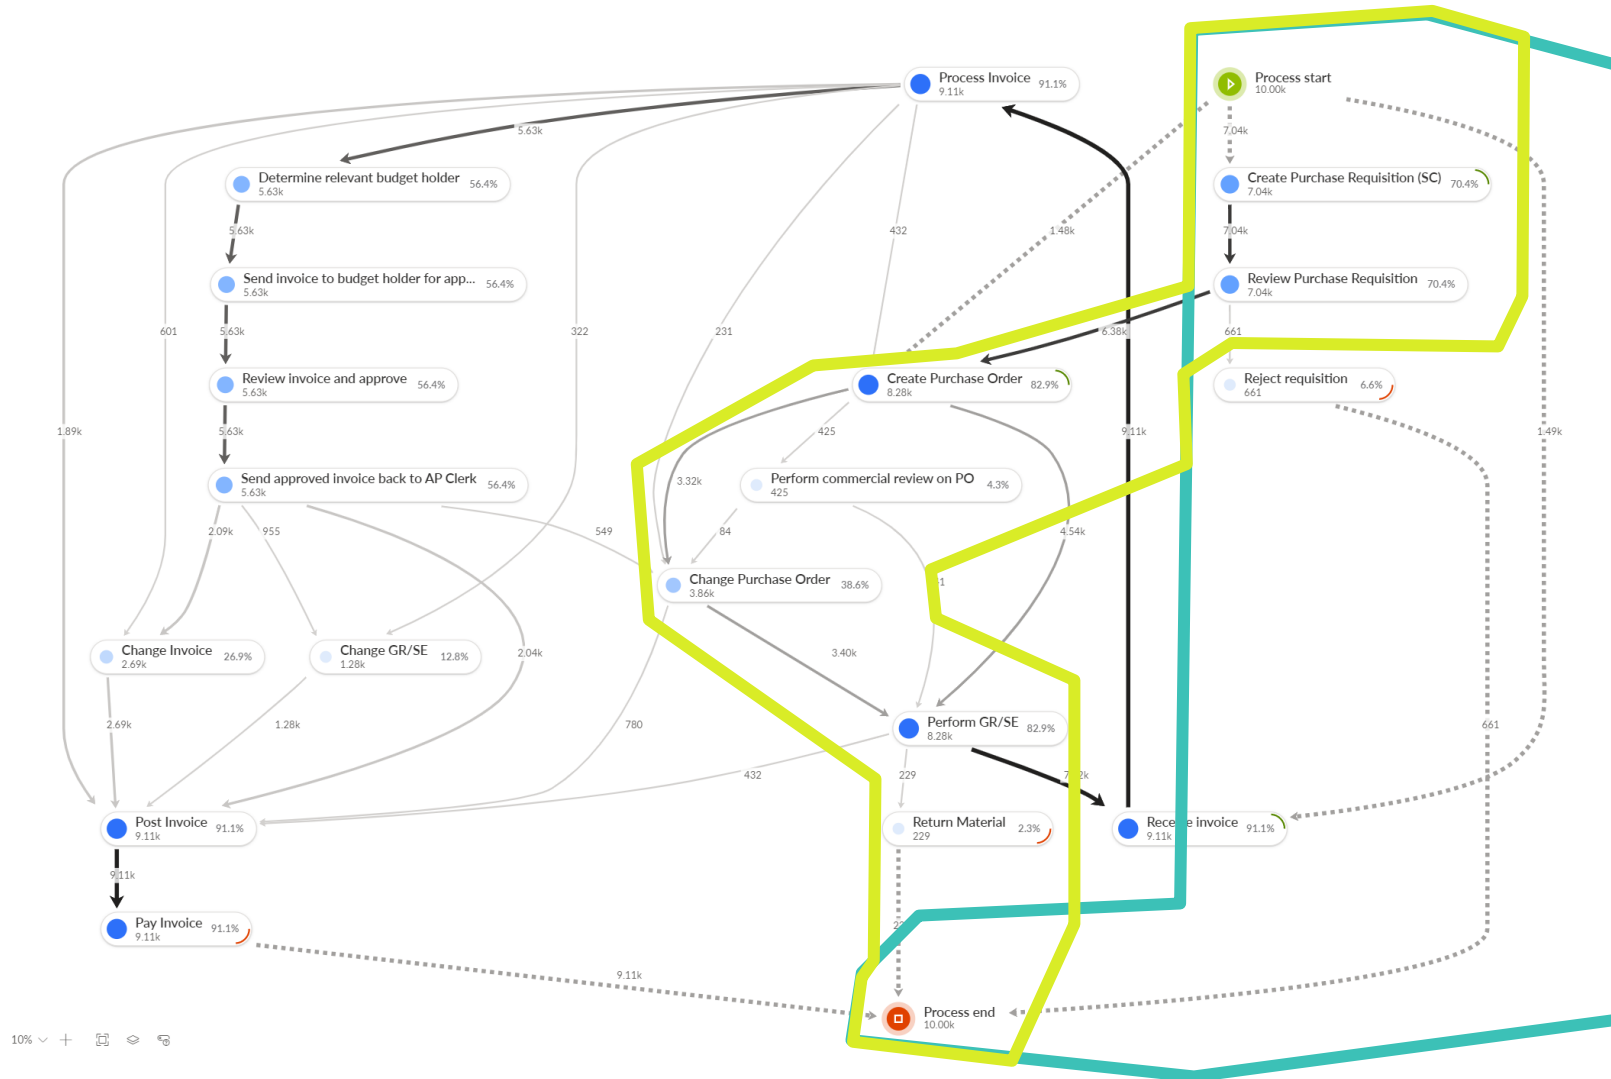 Process Invoice 91.1%
9.11k
Process start
10.00k
5.63k
7.04k
Determine relevant budget holder 56.4%
5.63k
Create Purchase Requisition (SC) 70.4%
7.04k
5.63k
432
1.48k
7.04k
Send invoice to budget holder for app... 56.4%
5.63k
Review Purchase Requisition 70.4%
7.04k
601
5.63k
322
231
6.38k
661
Review invoice and approve 56.4%
5.63k
Create Purchase Order 82.9%
8.28k
Reject requisition 6.6%
661
1.89k
5.63k
425
9.11k
1.49k
Send approved invoice back to AP Clerk 56.4%
5.63k
3.32k
Perform commercial review on PO 4.3%
425
2.09k
955
549
84
4.54k
Change Purchase Order 38.6%
3.86k
Change Invoice 26.9%
2.69k
Change GR/SE 12.8%
1.28k
2.04k
3.40k
2.69k
1.28k
780
Perform GR/SE 82.9%
8.28k
661
432
229
Post Invoice 91.1%
9.11k
Return Material 2.3%
229
Receive invoice 91.1%
9.11k
9.11k
Pay Invoice 91.1%
9.11k
9.11k
Process end
10.00k
10%